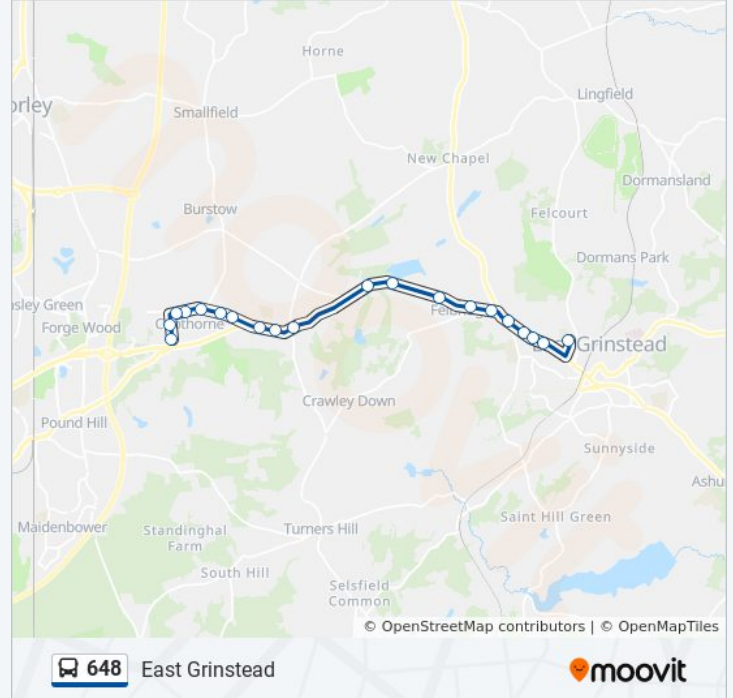 Horne
Lingfield
orley
Smallfield
New Chapel
Dormansland
Burstow
Felcourt
Dormans Park
sley Green
Forge Wood
thorne
Felb
Grinstead
Crawley Down
Pound Hill
Sunnyside
Ashu
Saint Hill Green
Maidenbower
Standinghal
Farm
Turners Hill
South Hill
Selsfield
Common
© OpenStreetMap contributors | © OpenMapTiles
648 East Grinstead
moovit